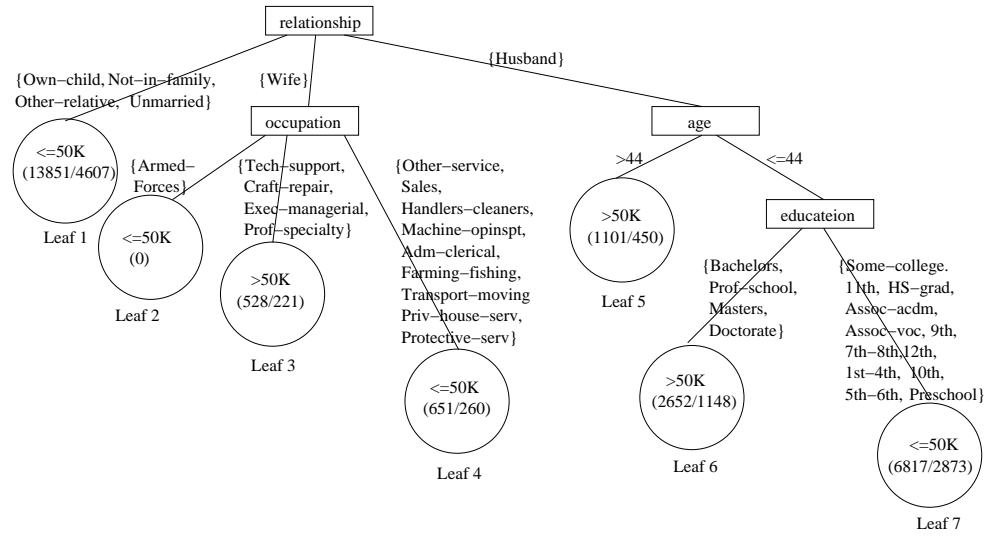 relationship
{Own–child, Not–in–family,
Other–relative, Unmarried}
{Wife}
{Husband}
<=50K
(13851/4607)
Leaf 1
occupation
{Armed–
Forces}
<=50K
(0)
Leaf 2
{Tech–support,
Craft–repair,
Exec–managerial,
Prof–specialty}
>50K
(528/221)
Leaf 3
{Other–service,
Sales,
Handlers–cleaners,
Machine–opinspt,
Adm–clerical,
Farming–fishing,
Transport–moving
Priv–house–serv,
Protective–serv}
<=50K
(651/260)
Leaf 4
age
>44
<=44
>50K
(1101/450)
Leaf 5
educateion
{Bachelors,
Prof–school,
Masters,
Doctorate}
>50K
(2652/1148)
Leaf 6
{Some–college.
11th, HS–grad,
Assoc–acdm,
Assoc–voc, 9th,
7th–8th,12th,
1st–4th, 10th,
5th–6th, Preschool}
<=50K
(6817/2873)
Leaf 7